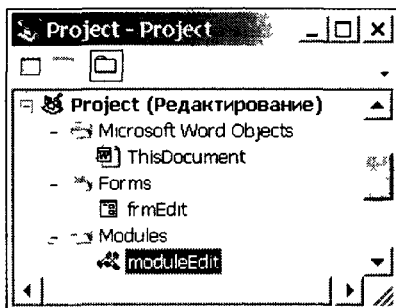 Project - Project
Project (Редактирование)
Microsoft Word Objects
ThisDocument
Forms
frmEdit
Modules
moduleEdit